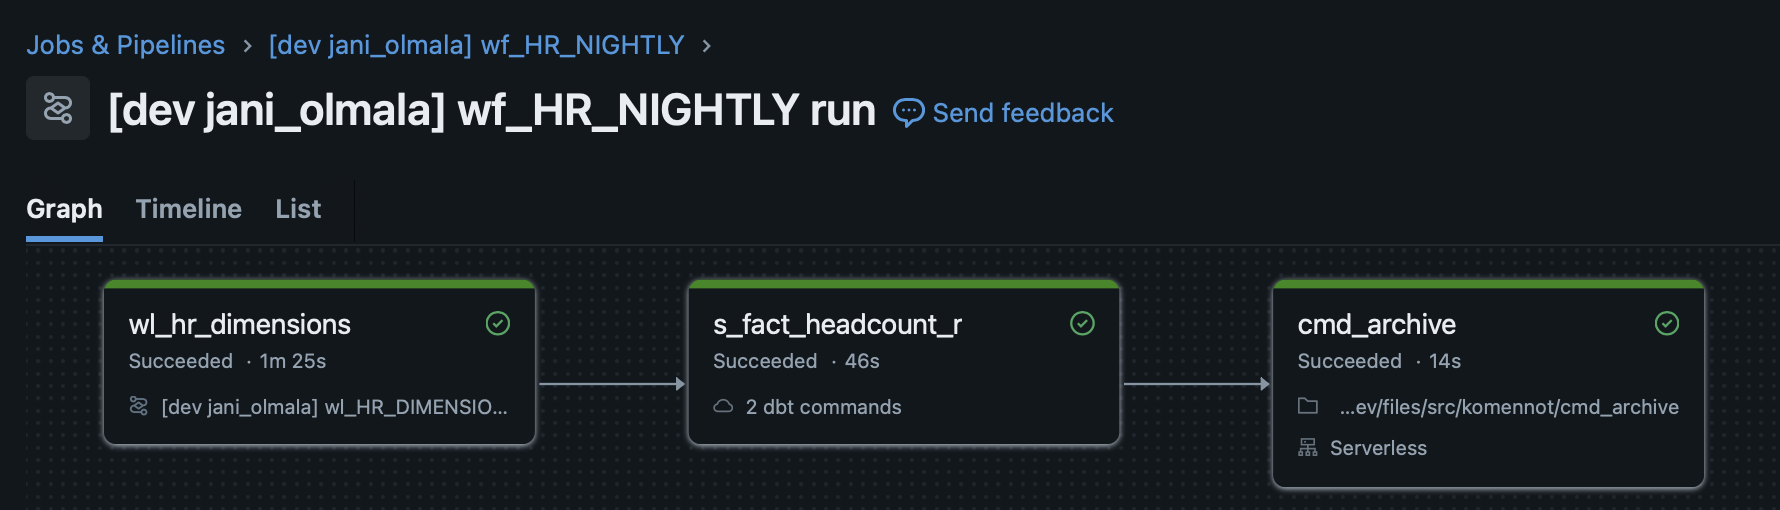 Jobs & Pipelines › [dev jani_olmala] wf_HR_NIGHTLY ›
[dev jani_olmala] wf_HR_NIGHTLY run Send feedback
Graph Timeline List
wl_hr_dimensions
Succeeded · 1m 25s
[dev jani_olmala] wl_HR_DIMENSIO...
s_fact_headcount_r
Succeeded · 46s
2 dbt commands
cmd_archive
Succeeded · 14s
...ev/files/src/komennot/cmd_archive
Serverless